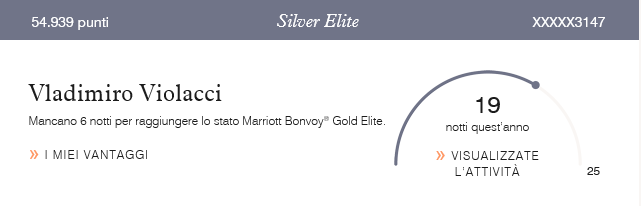 54.939 punti
Silver Elite
XXXXX3147
Vladimiro Violacci
Mancano 6 notti per raggiungere lo stato Marriott Bonvoy® Gold Elite.
» I MIEI VANTAGGI
19
notti quest'anno
» VISUALIZZATE
L'ATTIVITÀ
25